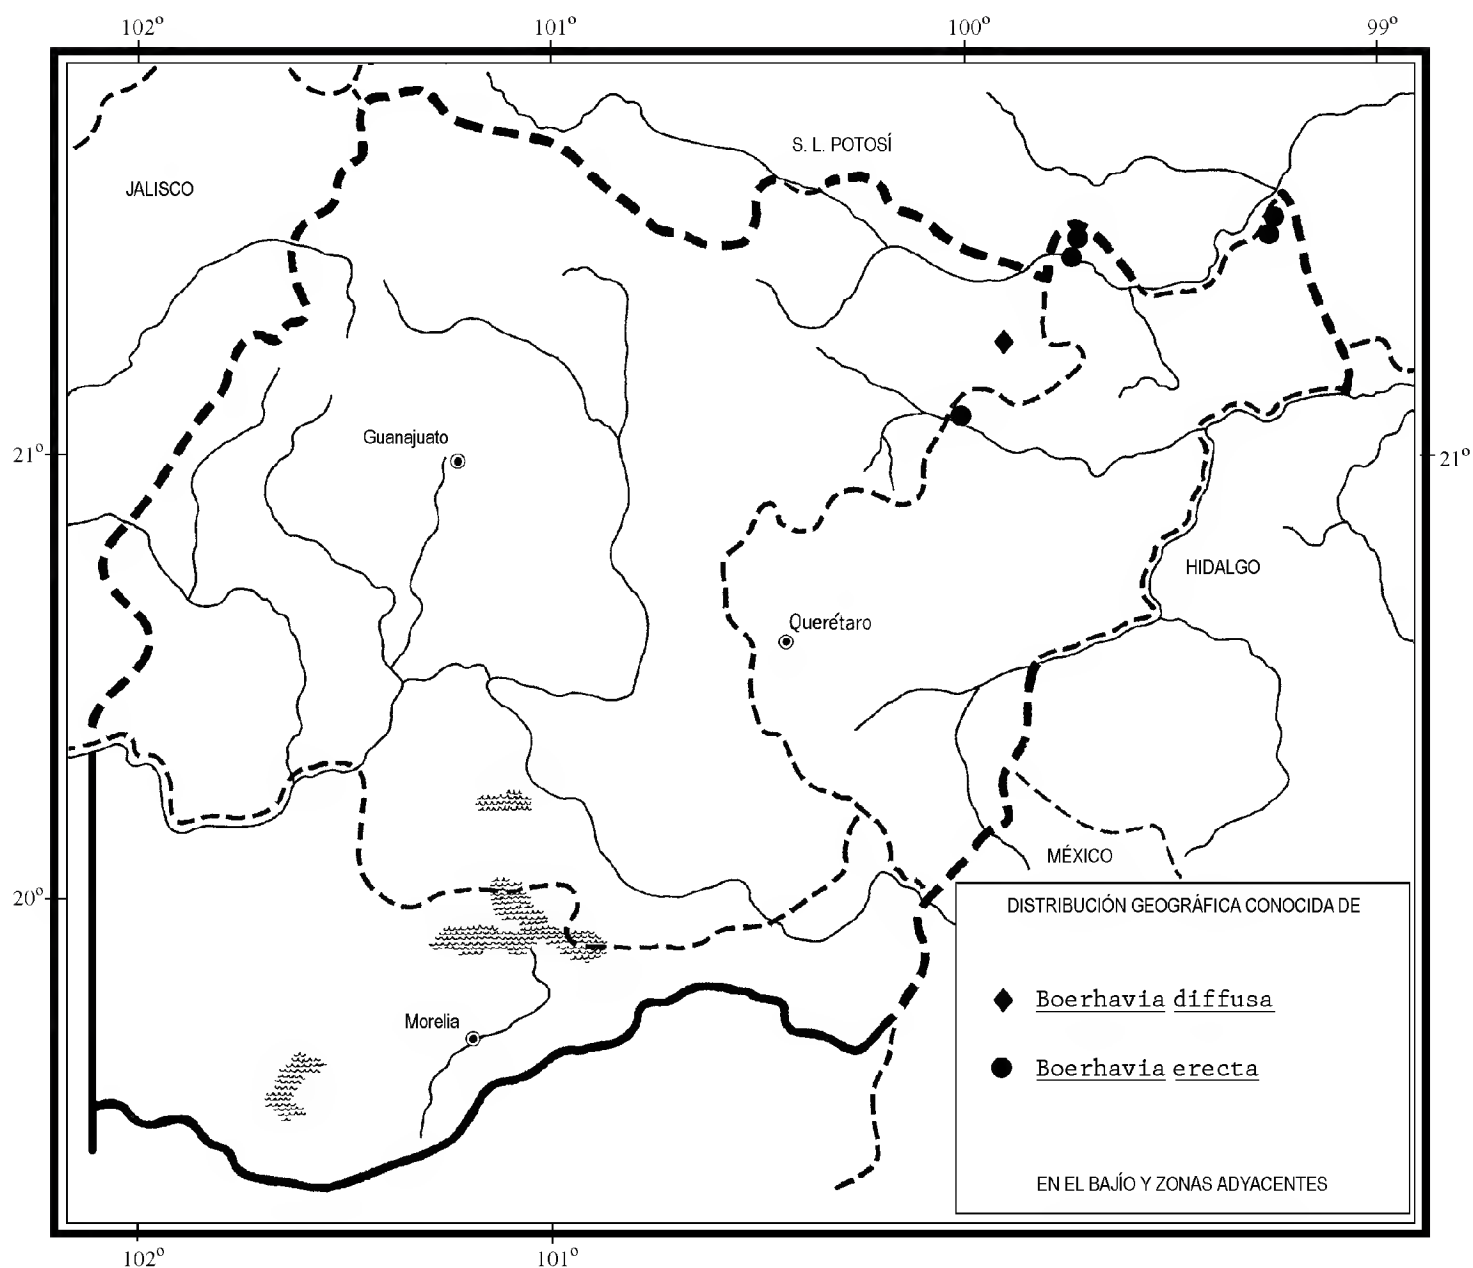 102º 101º 100º 99º
S. L. POTOSÍ
JALISCO
Guanajuato
21º 21º
HIDALGO
Querétaro
MÉXICO
20º
DISTRIBUCIÓN GEOGRÁFICA CONOCIDA DE
Boerhavia diffusa
Morelia
Boerhavia erecta
EN EL BAJÍO Y ZONAS ADYACENTES
102º 101º